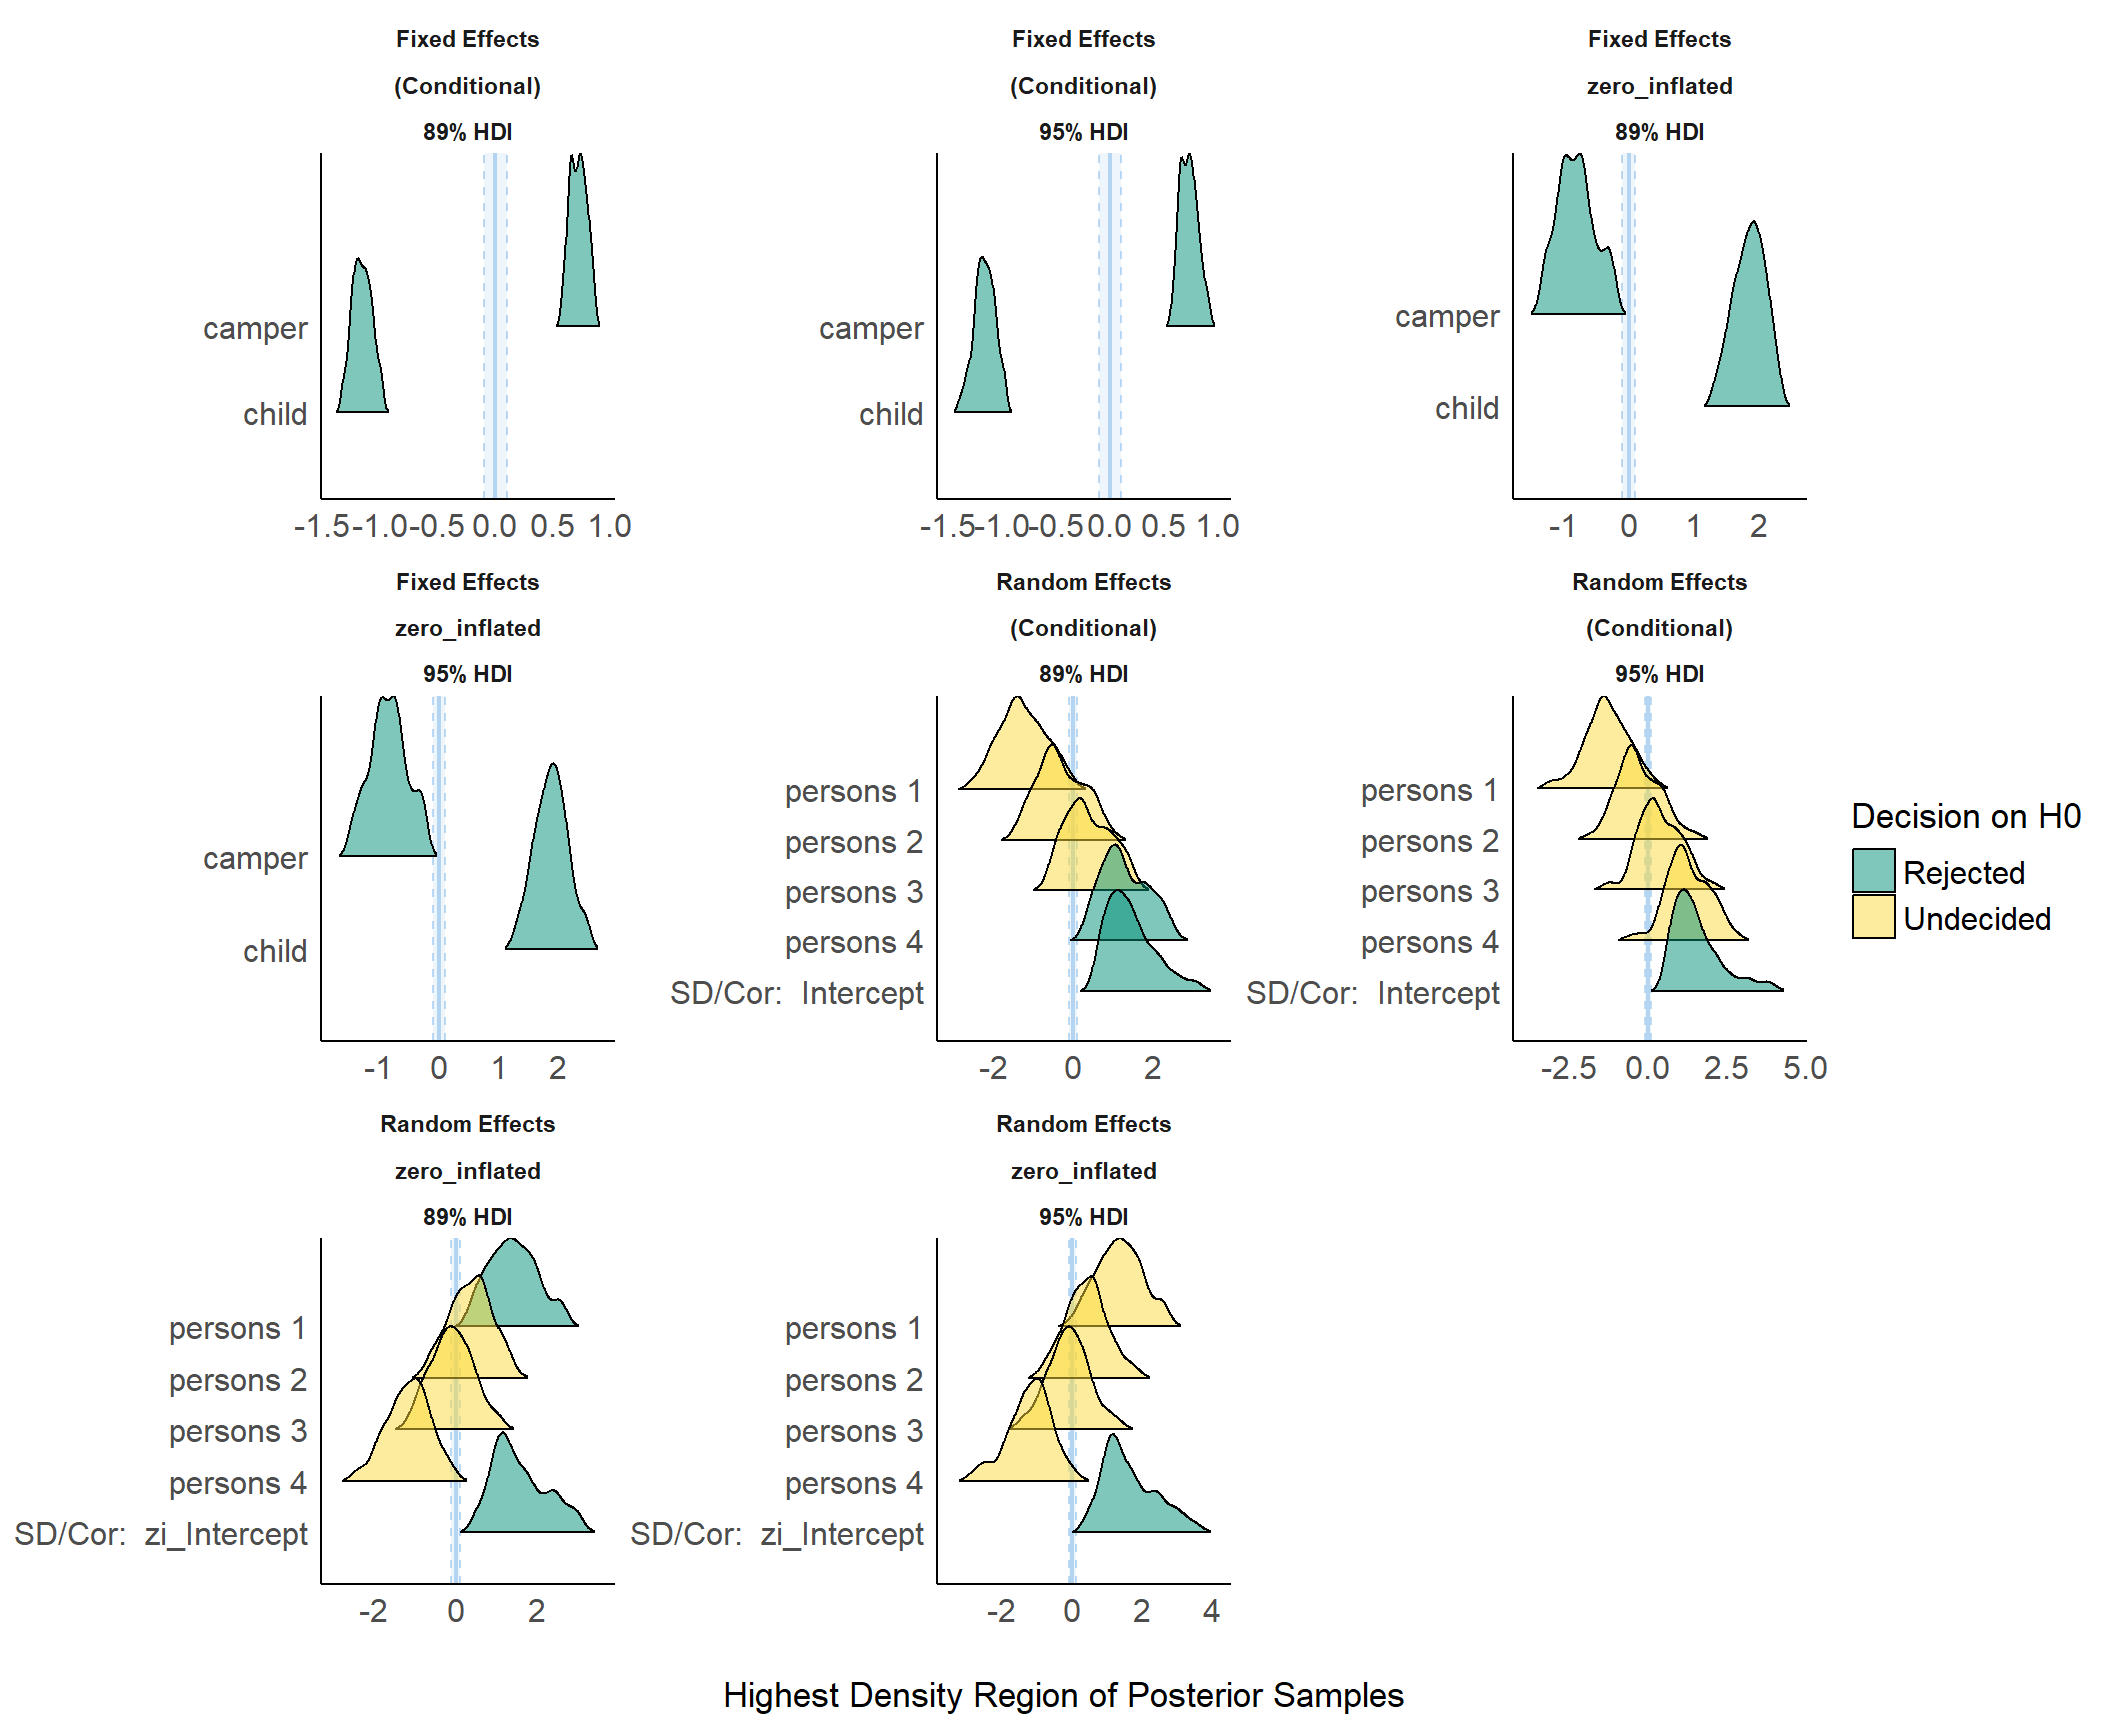 Fixed Effects
(Conditional)
89% HDI
camper
child
-1.5 -1.0 -0.5 0.0 0.5 1.0
Fixed Effects
(Conditional)
95% HDI
camper
child
-1.5 -1.0 -0.5 0.0 0.5 1.0
Fixed Effects
zero_inflated
89% HDI
camper
child
-1 0 1 2
Fixed Effects
zero_inflated
95% HDI
camper
child
-1 0 1 2
Random Effects
(Conditional)
89% HDI
persons 1
persons 2
persons 3
persons 4
SD/Cor: Intercept
-2 0 2
Random Effects
(Conditional)
95% HDI
persons 1
persons 2
persons 3
persons 4
SD/Cor: Intercept
-2.5 0.0 2.5 5.0
Decision on H0
Rejected
Undecided
Random Effects
zero_inflated
89% HDI
persons 1
persons 2
persons 3
persons 4
SD/Cor: zi_Intercept
-2 0 2
Random Effects
zero_inflated
95% HDI
persons 1
persons 2
persons 3
persons 4
SD/Cor: zi_Intercept
-2 0 2 4
Highest Density Region of Posterior Samples